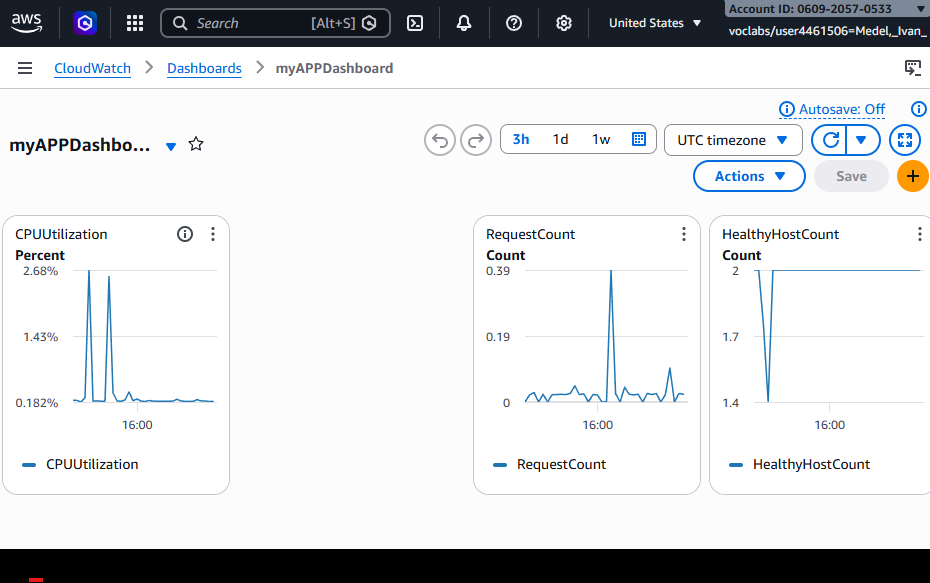 aws
Search [Alt+S]
United States
Account ID: 0609-2057-0533
voclabs/user4461506=Medel,_Ivan_
CloudWatch
Dashboards
myAPPDashboard
Autosave: Off
myAPPDashbo...
3h 1d 1w
UTC timezone
Actions
Save
CPUUtilization
Percent
2.68%
1.43%
0.182%
16:00
CPUUtilization
RequestCount
Count
0.39
0.19
0
16:00
RequestCount
HealthyHostCount
Count
2
1.7
1.4
16:00
HealthyHostCount